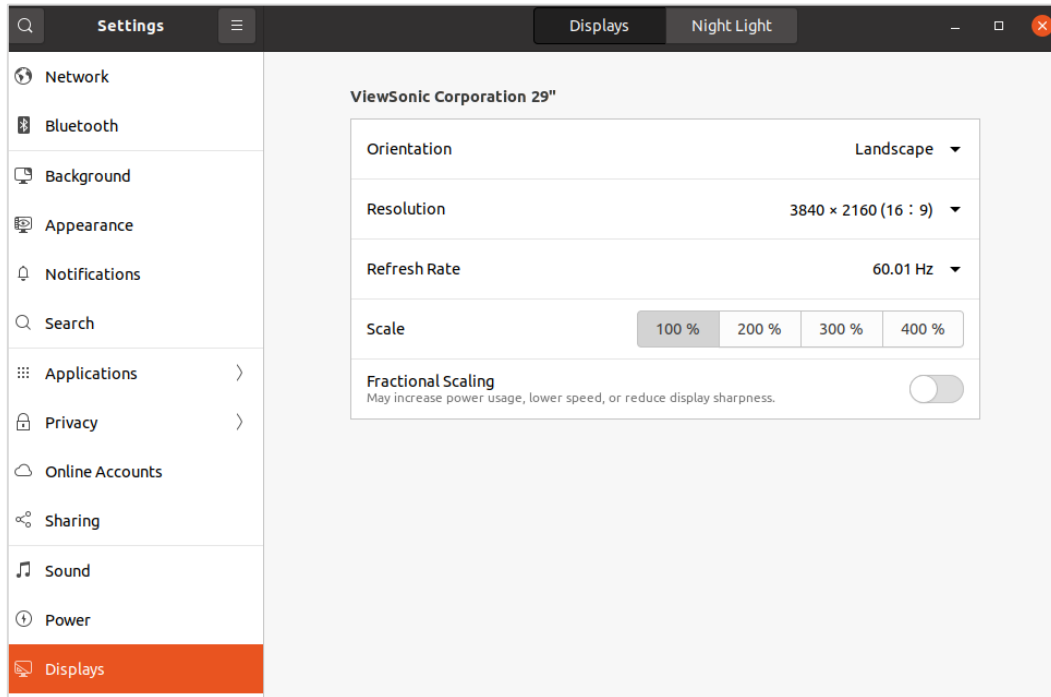 Settings
Displays
Night Light
Network
Bluetooth
Background
Appearance
Notifications
Search
Applications
Privacy
Online Accounts
Sharing
Sound
Power
Displays
ViewSonic Corporation 29"
Orientation
Landscape
Resolution
3840 × 2160 (16 : 9)
Refresh Rate
60.01 Hz
Scale
100 %
200 %
300 %
400 %
Fractional Scaling
May increase power usage, lower speed, or reduce display sharpness.